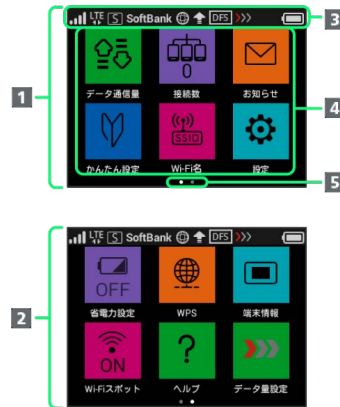 LTE S SoftBank DFS
3
1
データ通信量 接続数 お知らせ
0
4
SSID
かんたん設定 Wi-Fi名 設定
5
LTE S SoftBank DFS
2
OFF
省電力設定 WPS 端末情報
ON ?
Wi-Fiスポット ヘルプ データ量設定